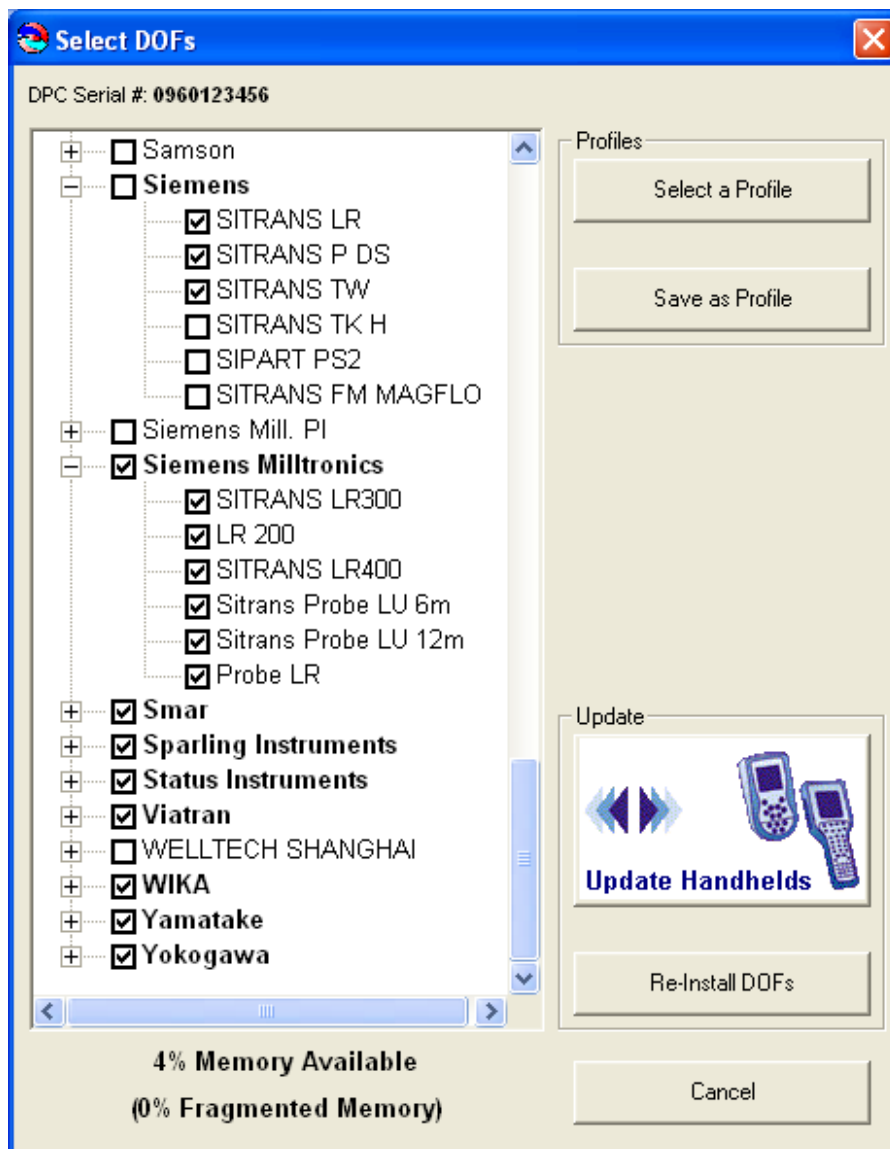 Select DOFs
DPC Serial #: 0960123456
Samson
Siemens
SITRANS LR
SITRANS P DS
SITRANS TW
SITRANS TK H
SIPART PS2
SITRANS FM MAGFLO
Siemens Mill. PI
Siemens Milltronics
SITRANS LR300
LR 200
SITRANS LR400
Sitrans Probe LU 6m
Sitrans Probe LU 12m
Probe LR
Smar
Sparling Instruments
Status Instruments
Viatran
WELLTECH SHANGHAI
WIKA
Yamatake
Yokogawa
4% Memory Available
(0% Fragmented Memory)
Profiles
Select a Profile
Save as Profile
Update
Update Handhelds
Re-Install DOFs
Cancel